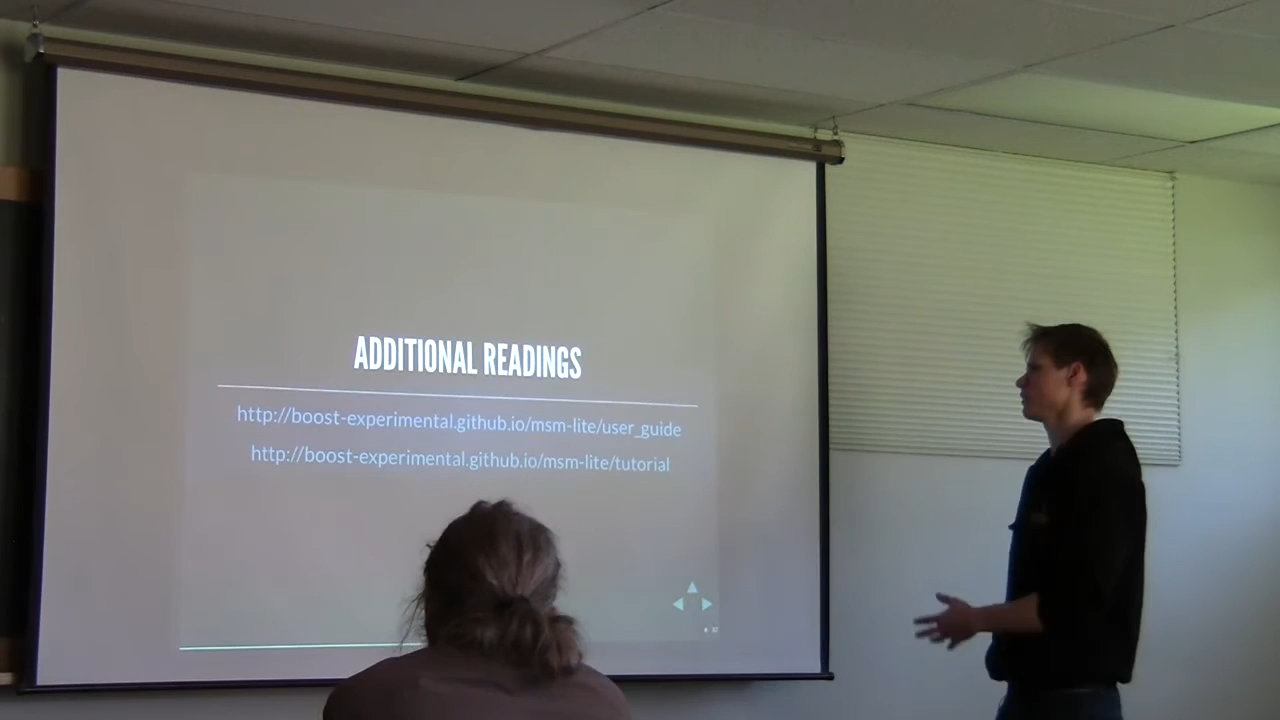 ADDITIONAL READINGS
http://boost-experimental.github.io/msm-lite/user_guide
http://boost-experimental.github.io/msm-lite/tutorial